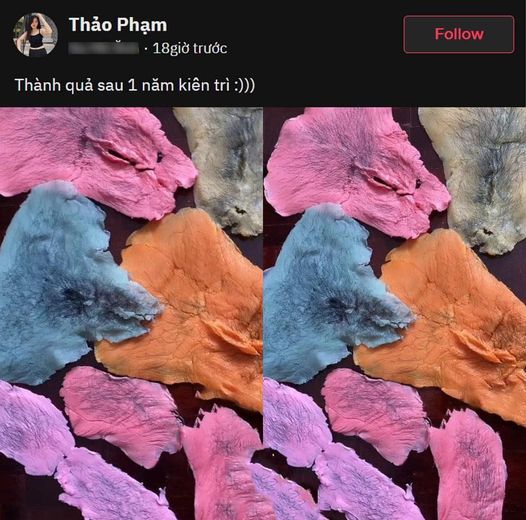 Thảo Phạm
· 18giờ trước
Follow
Thành quả sau 1 năm kiên trì :)))